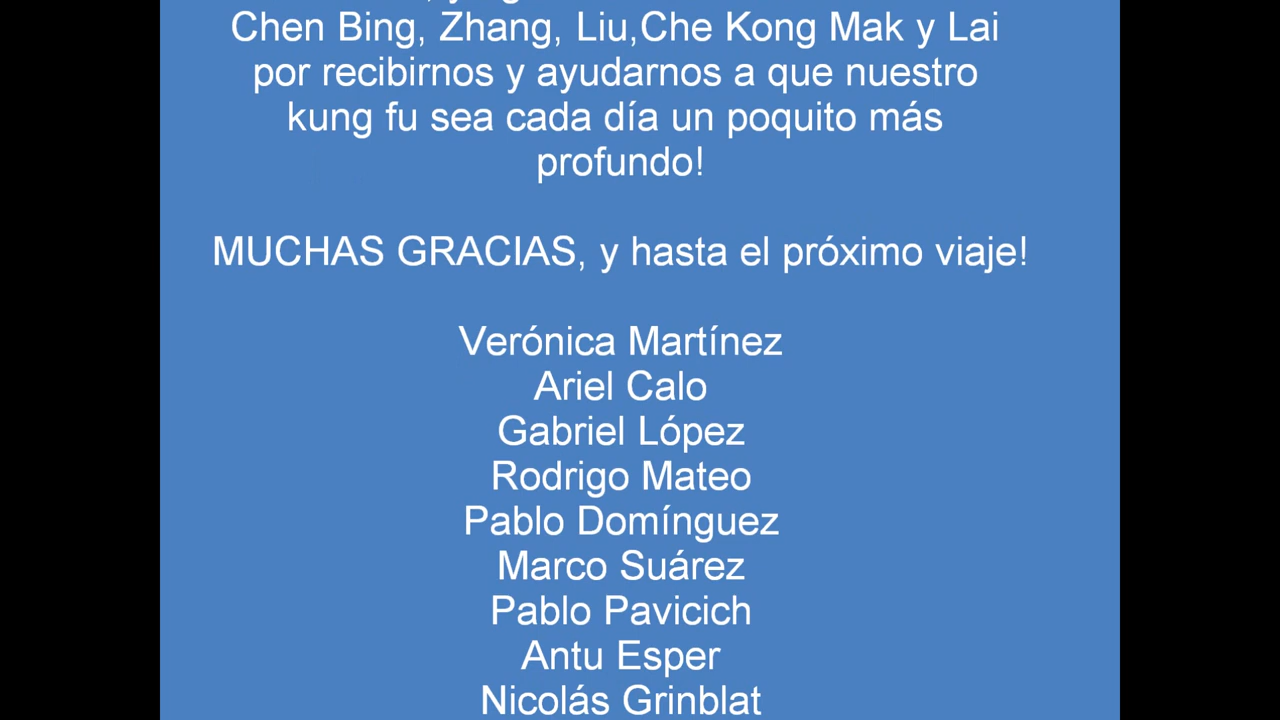 Chen Bing, Zhang, Liu,Che Kong Mak y Lai
por recibirnos y ayudarnos a que nuestro
kung fu sea cada día un poquito más
profundo!
MUCHAS GRACIAS, y hasta el próximo viaje!
Verónica Martínez
Ariel Calo
Gabriel López
Rodrigo Mateo
Pablo Domínguez
Marco Suárez
Pablo Pavicich
Antu Esper
Nicolás Grinblat